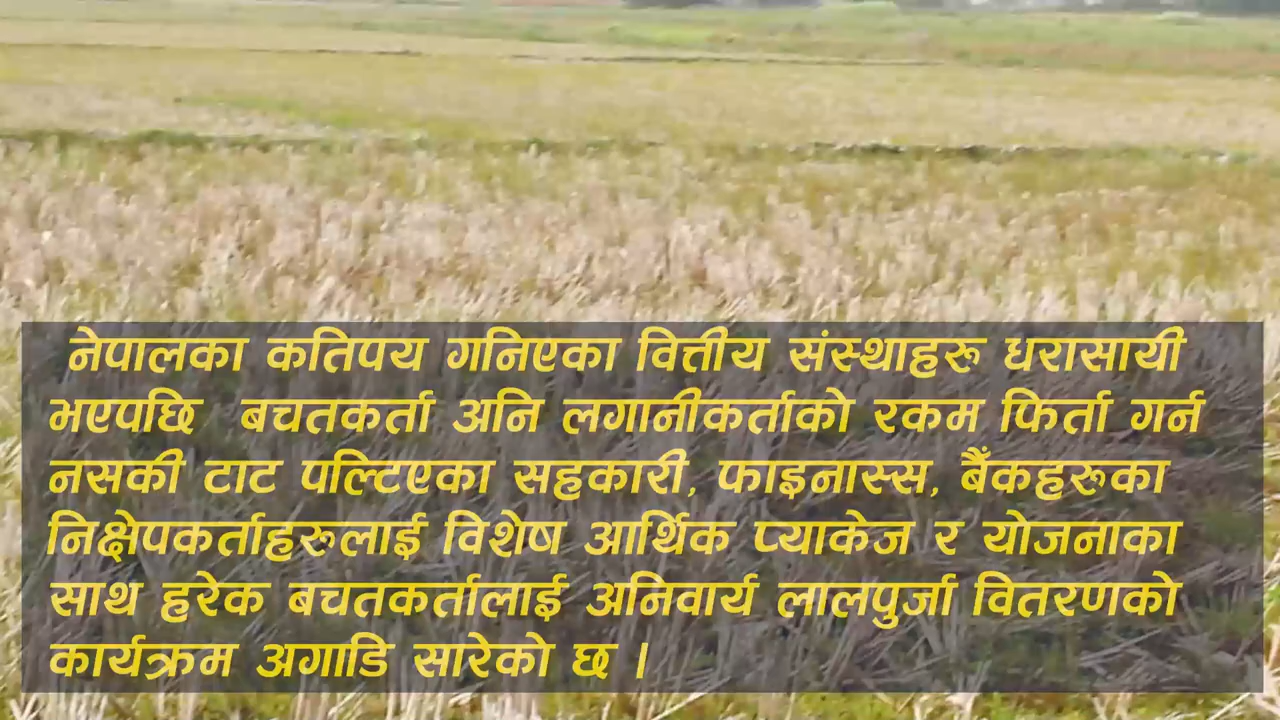 नेपालका कतिपय गनिएका वित्तीय संस्थाहरू धरासायी
भएपछि बचतकर्ता अनि लगानीकर्ताको रकम फिर्ता गर्न
नसकी टाट पल्टिएका सहकारी, फाइनास्स, बैंकहरूका
निक्षेपकर्ताहरुलाई विशेष आर्थिक प्याकेज र योजनाका
साथ हरेक बचतकर्तालाई अनिवार्य लालपुर्जा वितरणको
कार्यक्रम अगाडि सारेको छ ।